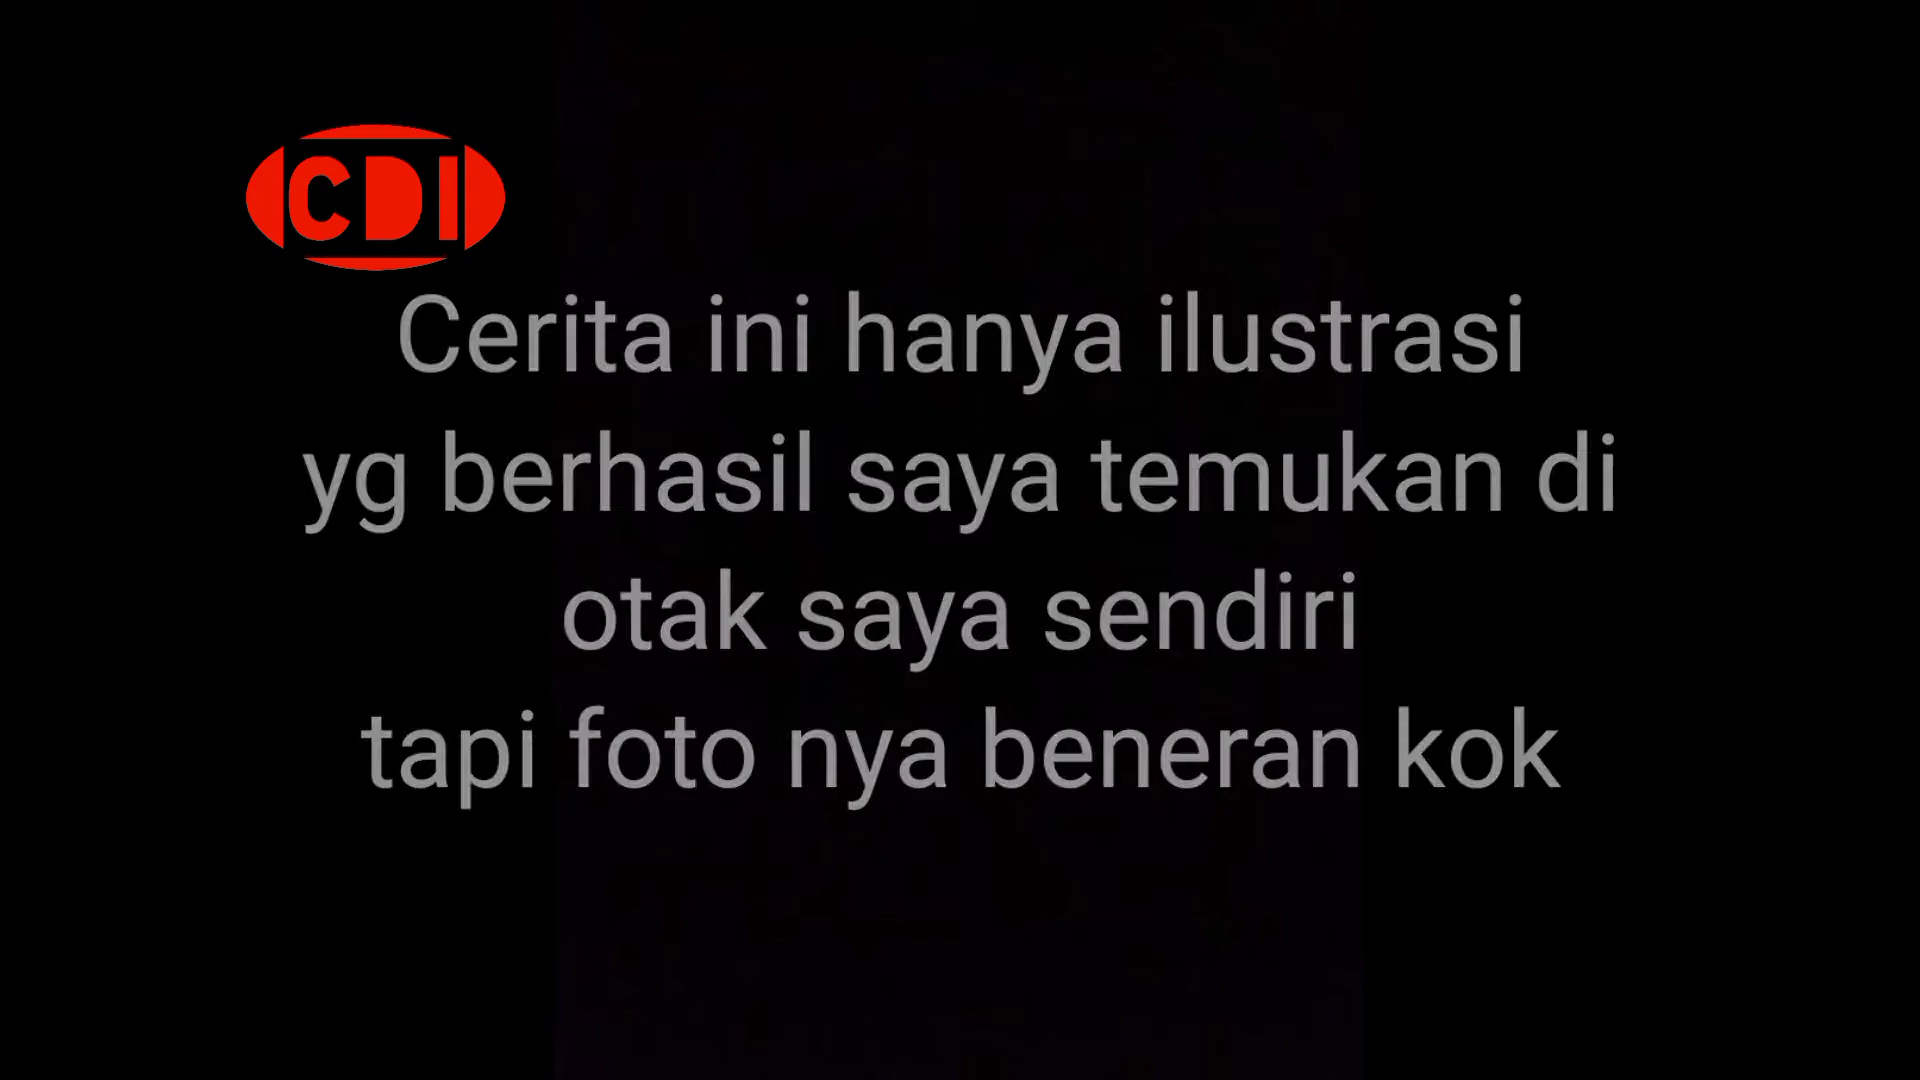 CDI
Cerita ini hanya ilustrasi
yg berhasil saya temukan di
otak saya sendiri
tapi foto nya beneran kok